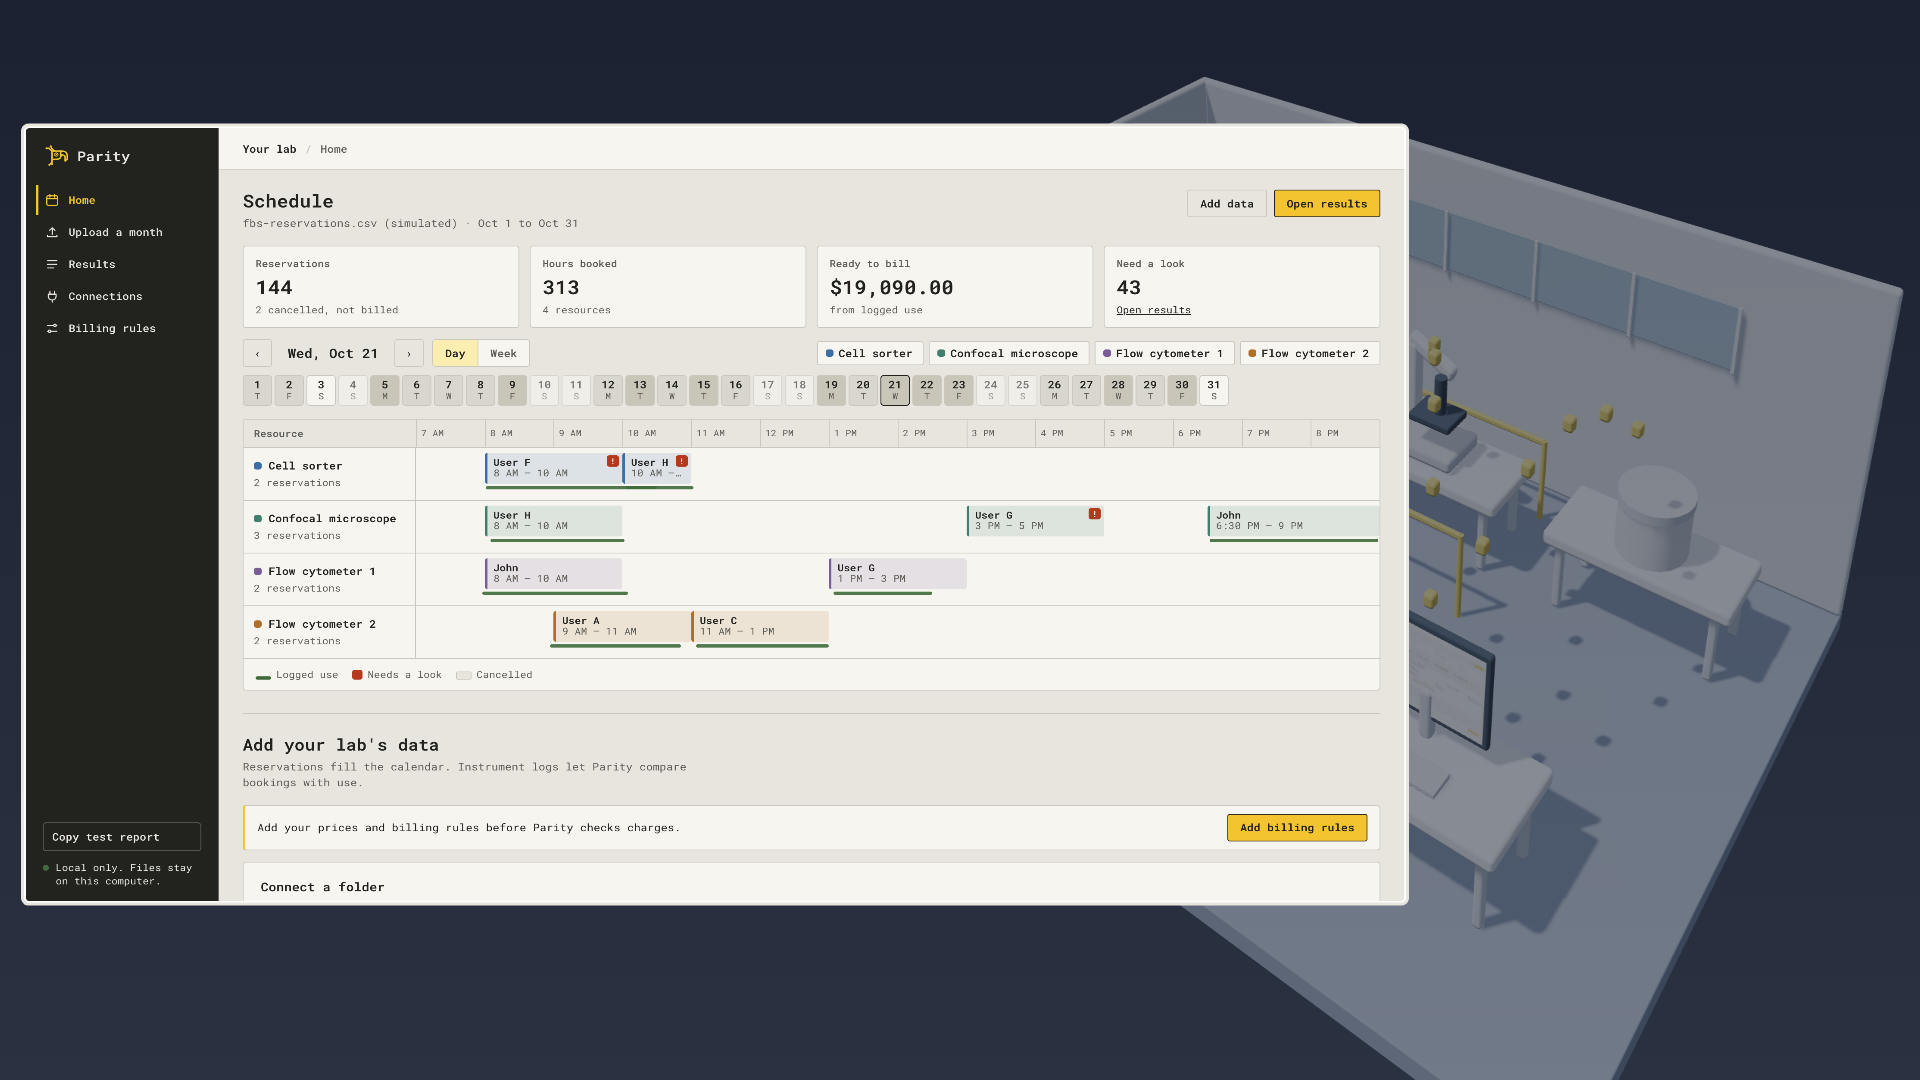 Parity
Home
Upload a month
Results
Connections
Billing rules
Copy test report
Local only. Files stay
on this computer.
Your lab / Home
Schedule
fbs-reservations.csv (simulated) · Oct 1 to Oct 31
Add data
Open results
Reservations
144
2 cancelled, not billed
Hours booked
313
4 resources
Ready to bill
$19,090.00
from logged use
Need a look
43
Open results
‹ Wed, Oct 21 ›
Day Week
Cell sorter
Confocal microscope
Flow cytometer 1
Flow cytometer 2
1 2 3 4 5 6 7 8 9 10 11 12 13 14 15 16 17 18 19 20 21 22 23 24 25 26 27 28 29 30 31
T F S S M T W T F S S M T W T F S S M T W T F S S M T W T F S
Resource 7 AM 8 AM 9 AM 10 AM 11 AM 12 PM 1 PM 2 PM 3 PM 4 PM 5 PM 6 PM 7 PM 8 PM
Cell sorter
2 reservations
User F !
8 AM – 10 AM
User H !
10 AM –…
Confocal microscope
3 reservations
User H
8 AM – 10 AM
User G !
3 PM – 5 PM
John
6:30 PM – 9 PM
Flow cytometer 1
2 reservations
John
8 AM – 10 AM
User G
1 PM – 3 PM
Flow cytometer 2
2 reservations
User A
9 AM – 11 AM
User C
11 AM – 1 PM
Logged use Needs a look Cancelled
Add your lab's data
Reservations fill the calendar. Instrument logs let Parity compare
bookings with use.
Add your prices and billing rules before Parity checks charges.
Add billing rules
Connect a folder